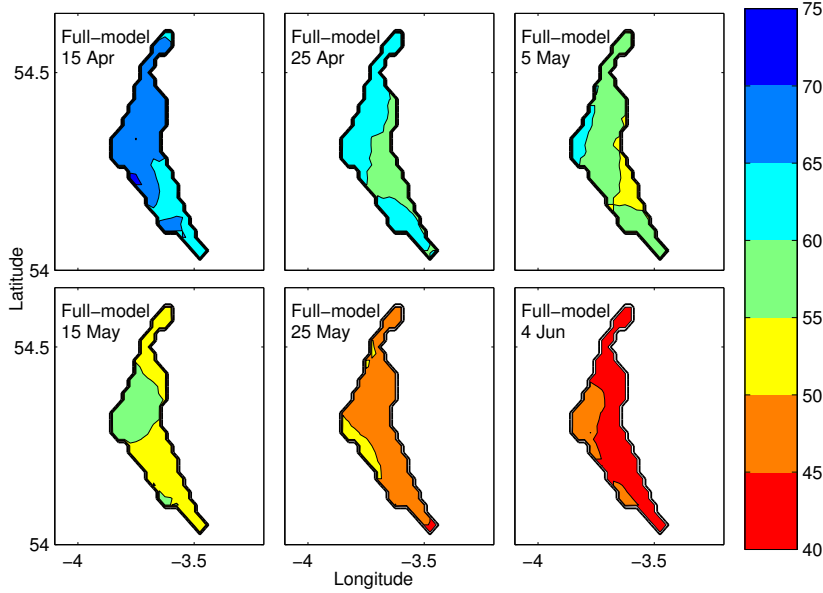 Full−model
15 Apr
Full−model
25 Apr
Full−model
5 May
54.5
54
Latitude
Full−model
15 May
Full−model
25 May
Full−model
4 Jun
54.5
54
−4
−3.5
−4
−3.5
−4
−3.5
Longitude
75
70
65
60
55
50
45
40